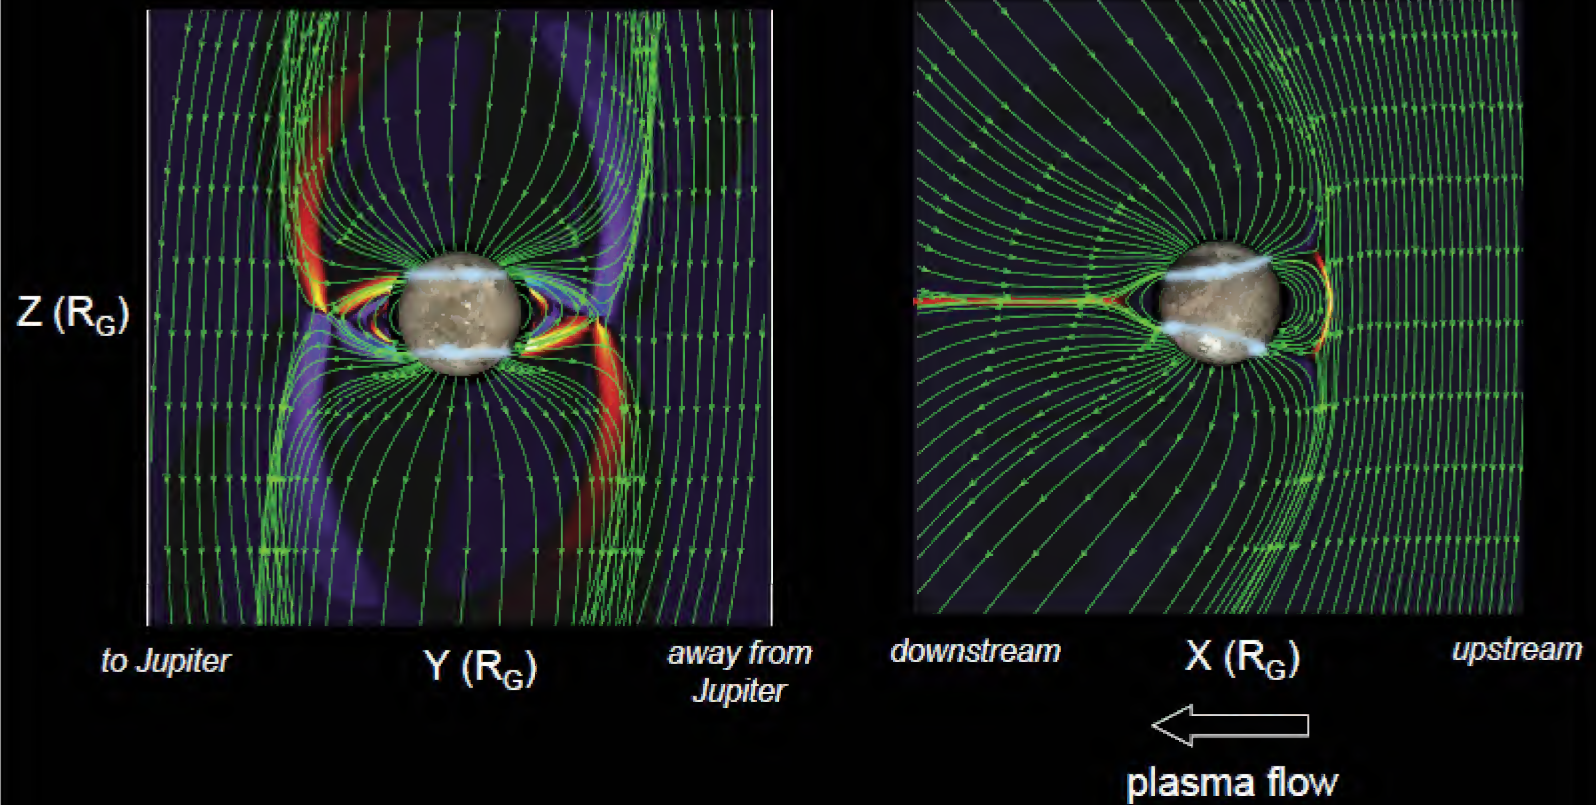 Z (RG)
to Jupiter
Y (RG)
away from
Jupiter
downstream
X (RG)
upstream
plasma flow